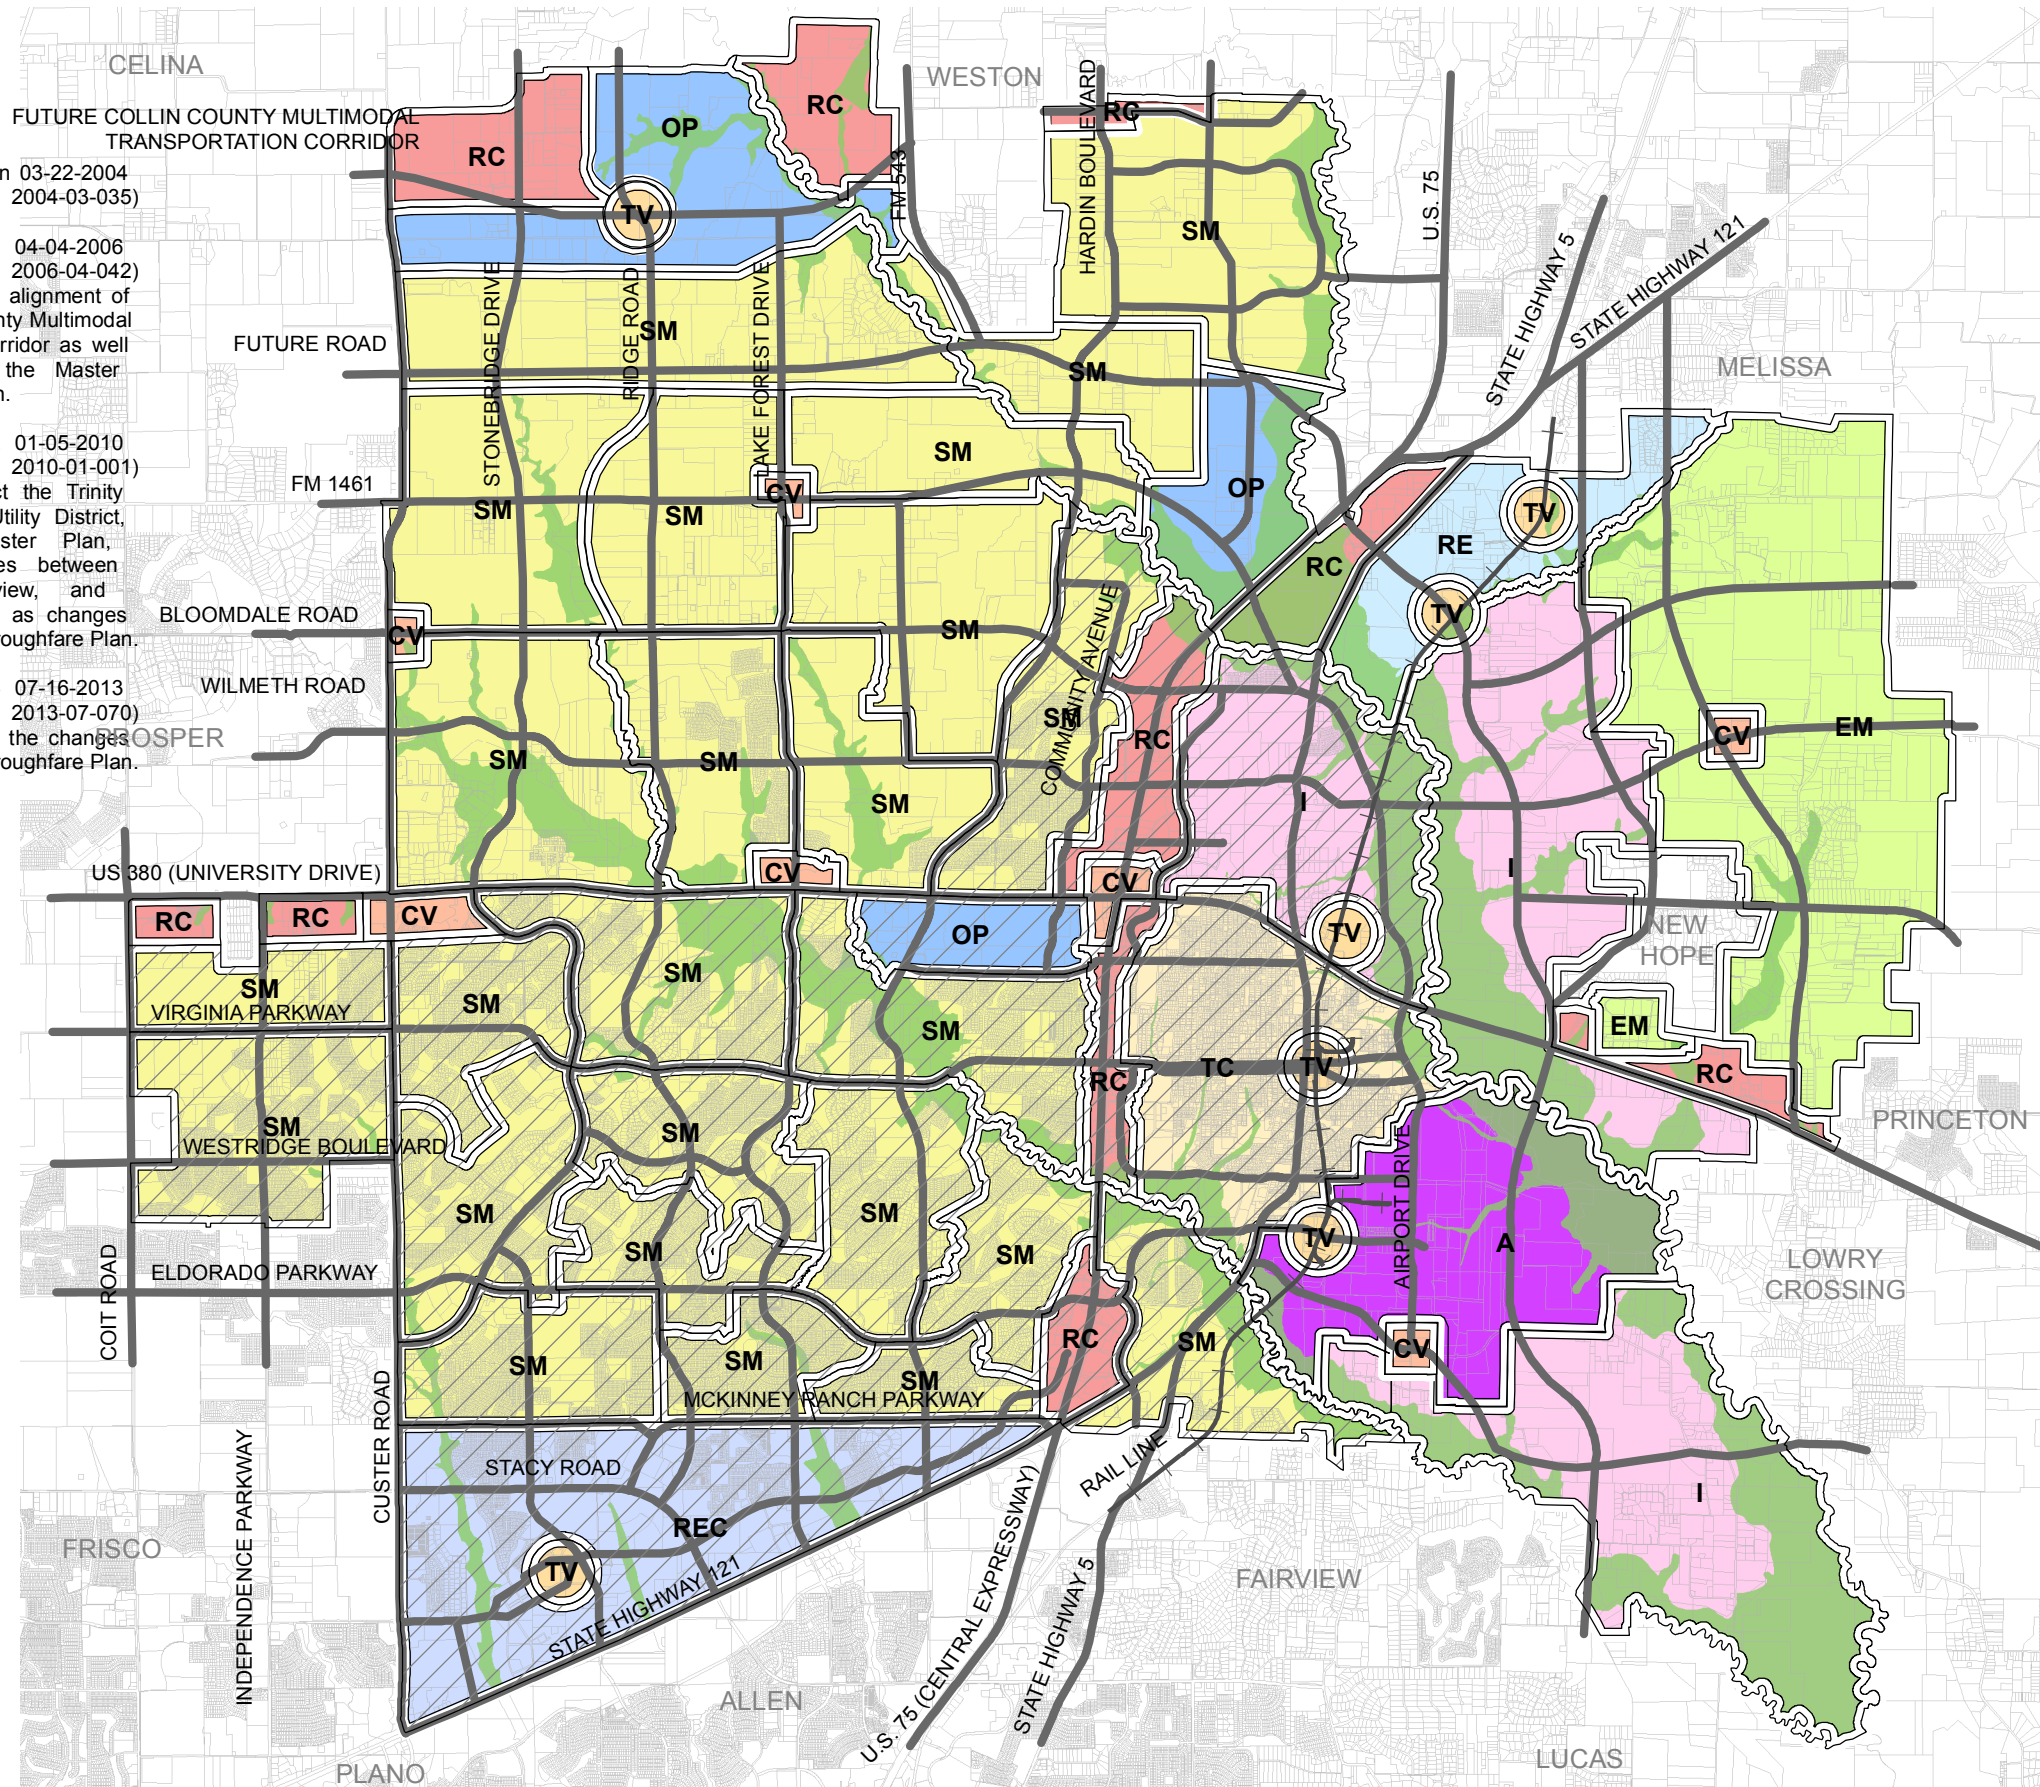 CELINA
WESTON
FUTURE COLLIN COUNTY MULTIMODAL
TRANSPORTATION CORRIDOR
n 03-22-2004
2004-03-035)
04-04-2006
2006-04-042)
alignment of
nty Multimodal
rridor as well
the Master
n.
01-05-2010
2010-01-001)
ct the Trinity
Utility District,
ster Plan,
es between
view, and
as changes
roughfare Plan.
07-16-2013
2013-07-070)
the changes
roughfare Plan.
RC
OP
RC
RC
TV
FM 543
HARDIN BOULEVARD
U.S. 75
STATE HIGHWAY 5
STATE HIGHWAY 121
SM
STONEBRIDGE DRIVE
RIDGE ROAD
LAKE FOREST DRIVE
FUTURE ROAD
SM
SM
MELISSA
FM 1461
SM
SM
SM
CV
OP
RC
RE
TV
TV
BLOOMDALE ROAD
CV
SM
COMMUNITY AVENUE
WILMETH ROAD
PROSPER
SM
SM
SM
SM
RC
I
I
CV
EM
US 380 (UNIVERSITY DRIVE)
CV
CV
RC
RC
CV
OP
TV
NEW
HOPE
SM
VIRGINIA PARKWAY
SM
SM
SM
EM
RC
TC
TV
RC
PRINCETON
SM
WESTRIDGE BOULEVARD
SM
AIRPORT DRIVE
SM
SM
SM
SM
TV
A
LOWRY
CROSSING
COIT ROAD
ELDORADO PARKWAY
SM
SM
SM
RC
SM
CV
MCKINNEY RANCH PARKWAY
CUSTER ROAD
INDEPENDENCE PARKWAY
STACY ROAD
RAIL LINE
REC
TV
STATE HIGHWAY 121
U.S. 75 (CENTRAL EXPRESSWAY)
STATE HIGHWAY 5
I
FRISCO
FAIRVIEW
ALLEN
PLANO
LUCAS